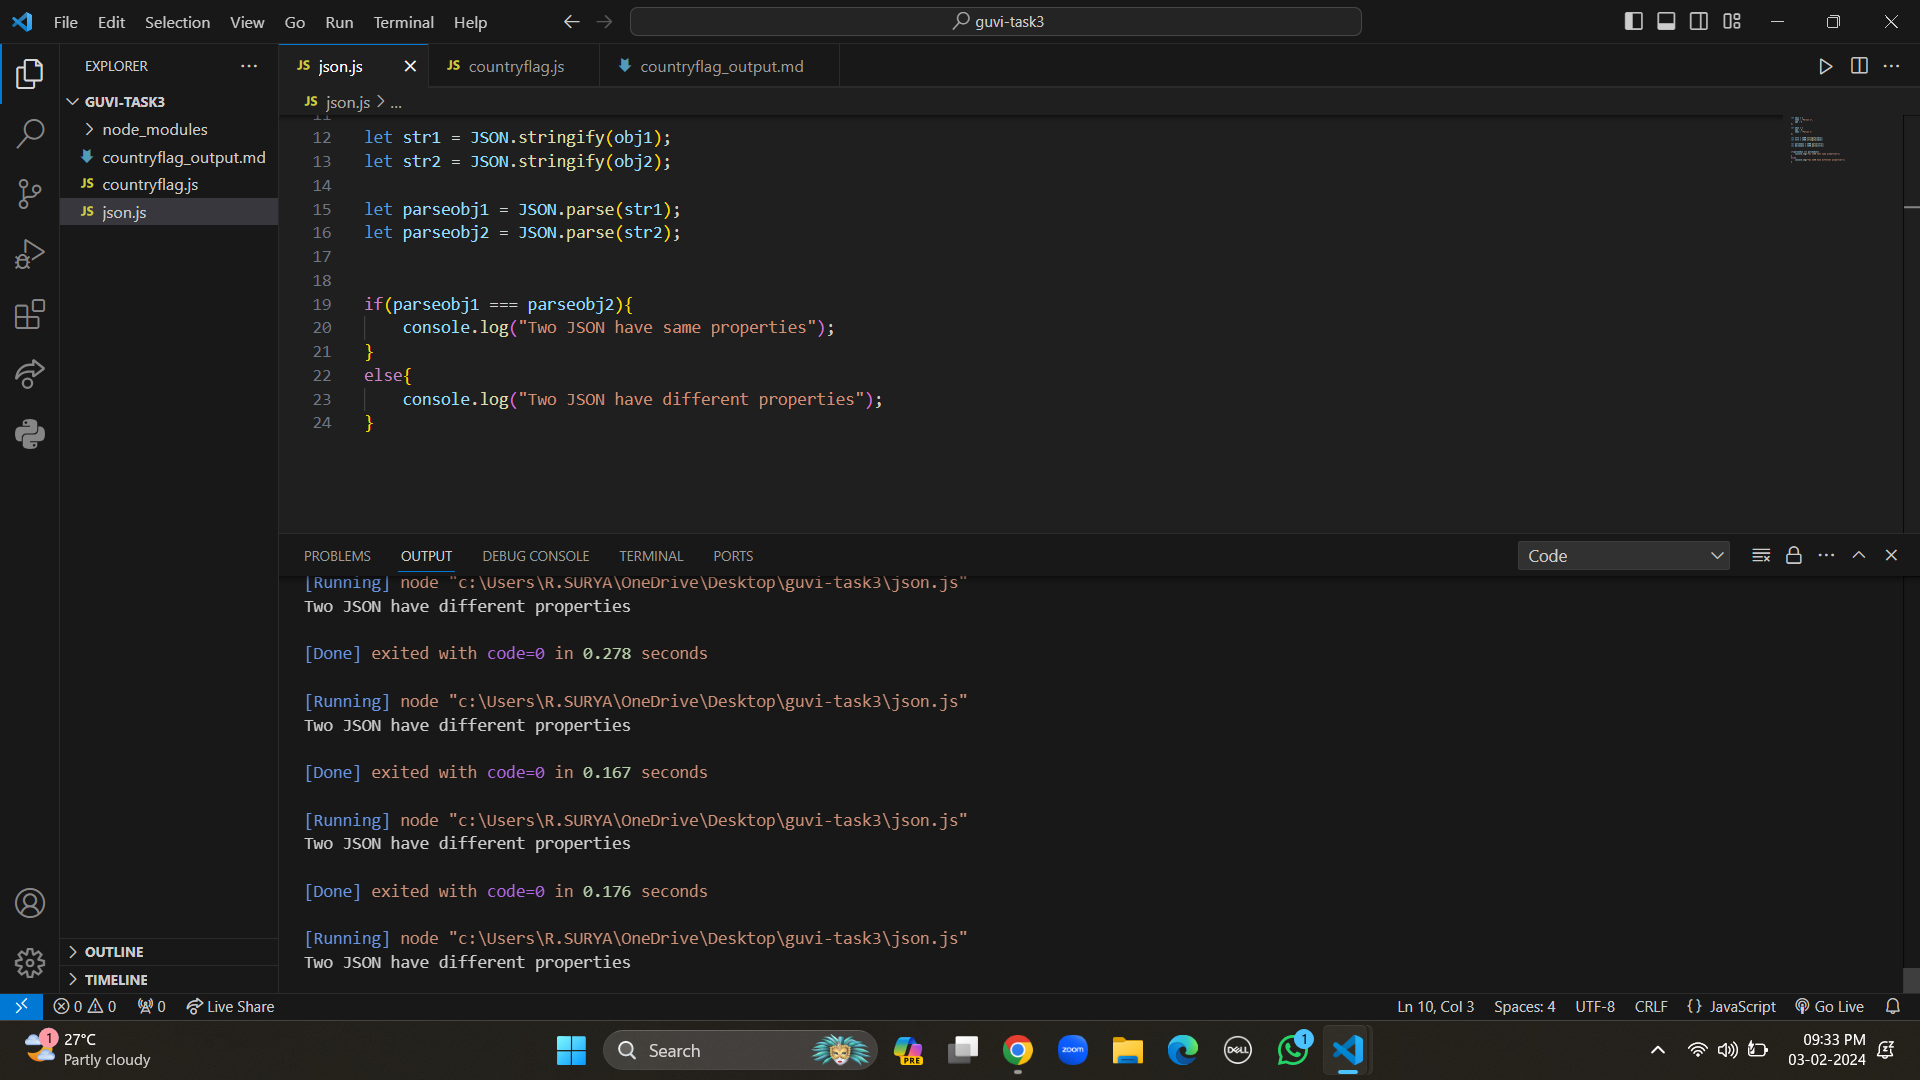 File Edit Selection View Go Run Terminal Help
guvi-task3
EXPLORER
GUVI-TASK3
node_modules
countryflag_output.md
JS countryflag.js
JS json.js
JS json.js
JS countryflag.js
countryflag_output.md
JS json.js > ...
11
12 let str1 = JSON.stringify(obj1);
13 let str2 = JSON.stringify(obj2);
14
15 let parseobj1 = JSON.parse(str1);
16 let parseobj2 = JSON.parse(str2);
17
18
19 if(parseobj1 === parseobj2){
20 console.log("Two JSON have same properties");
21 }
22 else{
23 console.log("Two JSON have different properties");
24 }
PROBLEMS OUTPUT DEBUG CONSOLE TERMINAL PORTS
Code
[Running] node "c:\Users\R.SURYA\OneDrive\Desktop\guvi-task3\json.js"
Two JSON have different properties
[Done] exited with code=0 in 0.278 seconds
[Running] node "c:\Users\R.SURYA\OneDrive\Desktop\guvi-task3\json.js"
Two JSON have different properties
[Done] exited with code=0 in 0.167 seconds
[Running] node "c:\Users\R.SURYA\OneDrive\Desktop\guvi-task3\json.js"
Two JSON have different properties
[Done] exited with code=0 in 0.176 seconds
[Running] node "c:\Users\R.SURYA\OneDrive\Desktop\guvi-task3\json.js"
Two JSON have different properties
OUTLINE
TIMELINE
0 0 0 Live Share
Ln 10, Col 3 Spaces: 4 UTF-8 CRLF {} JavaScript Go Live
1
27°C
Partly cloudy
Search
PRE
zoom
DELL
1
09:33 PM
03-02-2024